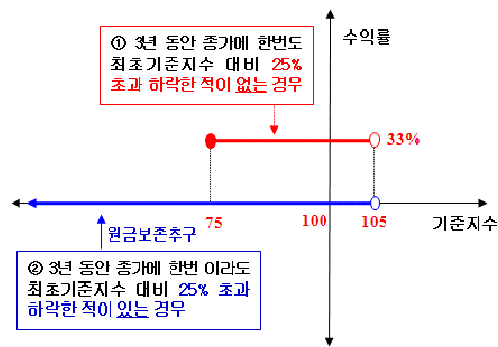 ① 3년 동안 종가에 한번도
최초기준지수 대비 25%
초과 하락한 적이 없는 경우
수익률
33%
75
100
105
기준지수
원금보존추구
② 3년 동안 종가에 한번 이라도
최초기준지수 대비 25% 초과
하락한 적이 있는 경우